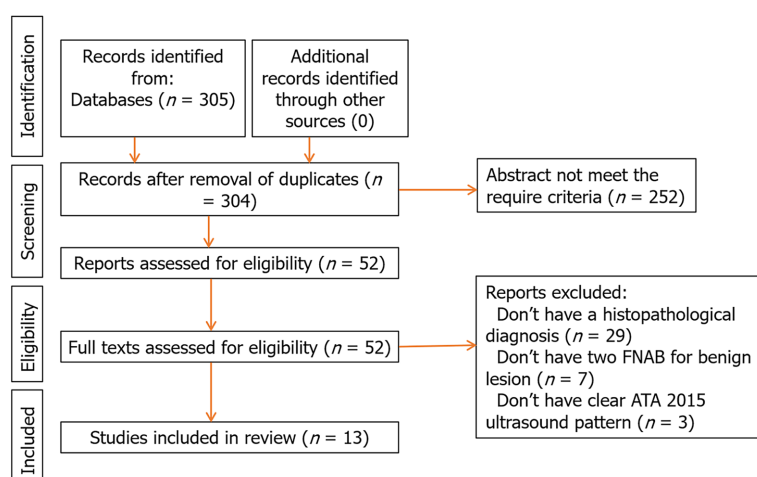 Identification
Records identified
from:
Databases (n = 305)
Additional
records identified
through other
sources (0)
Screening
Records after removal of duplicates (n
= 304)
Abstract not meet the
require criteria (n = 252)
Reports assessed for eligibility (n = 52)
Eligibility
Full texts assessed for eligibility (n = 52)
Reports excluded:
Don't have a histopathological
diagnosis (n = 29)
Don't have two FNAB for benign
lesion (n = 7)
Don't have clear ATA 2015
ultrasound pattern (n = 3)
Included
Studies included in review (n = 13)